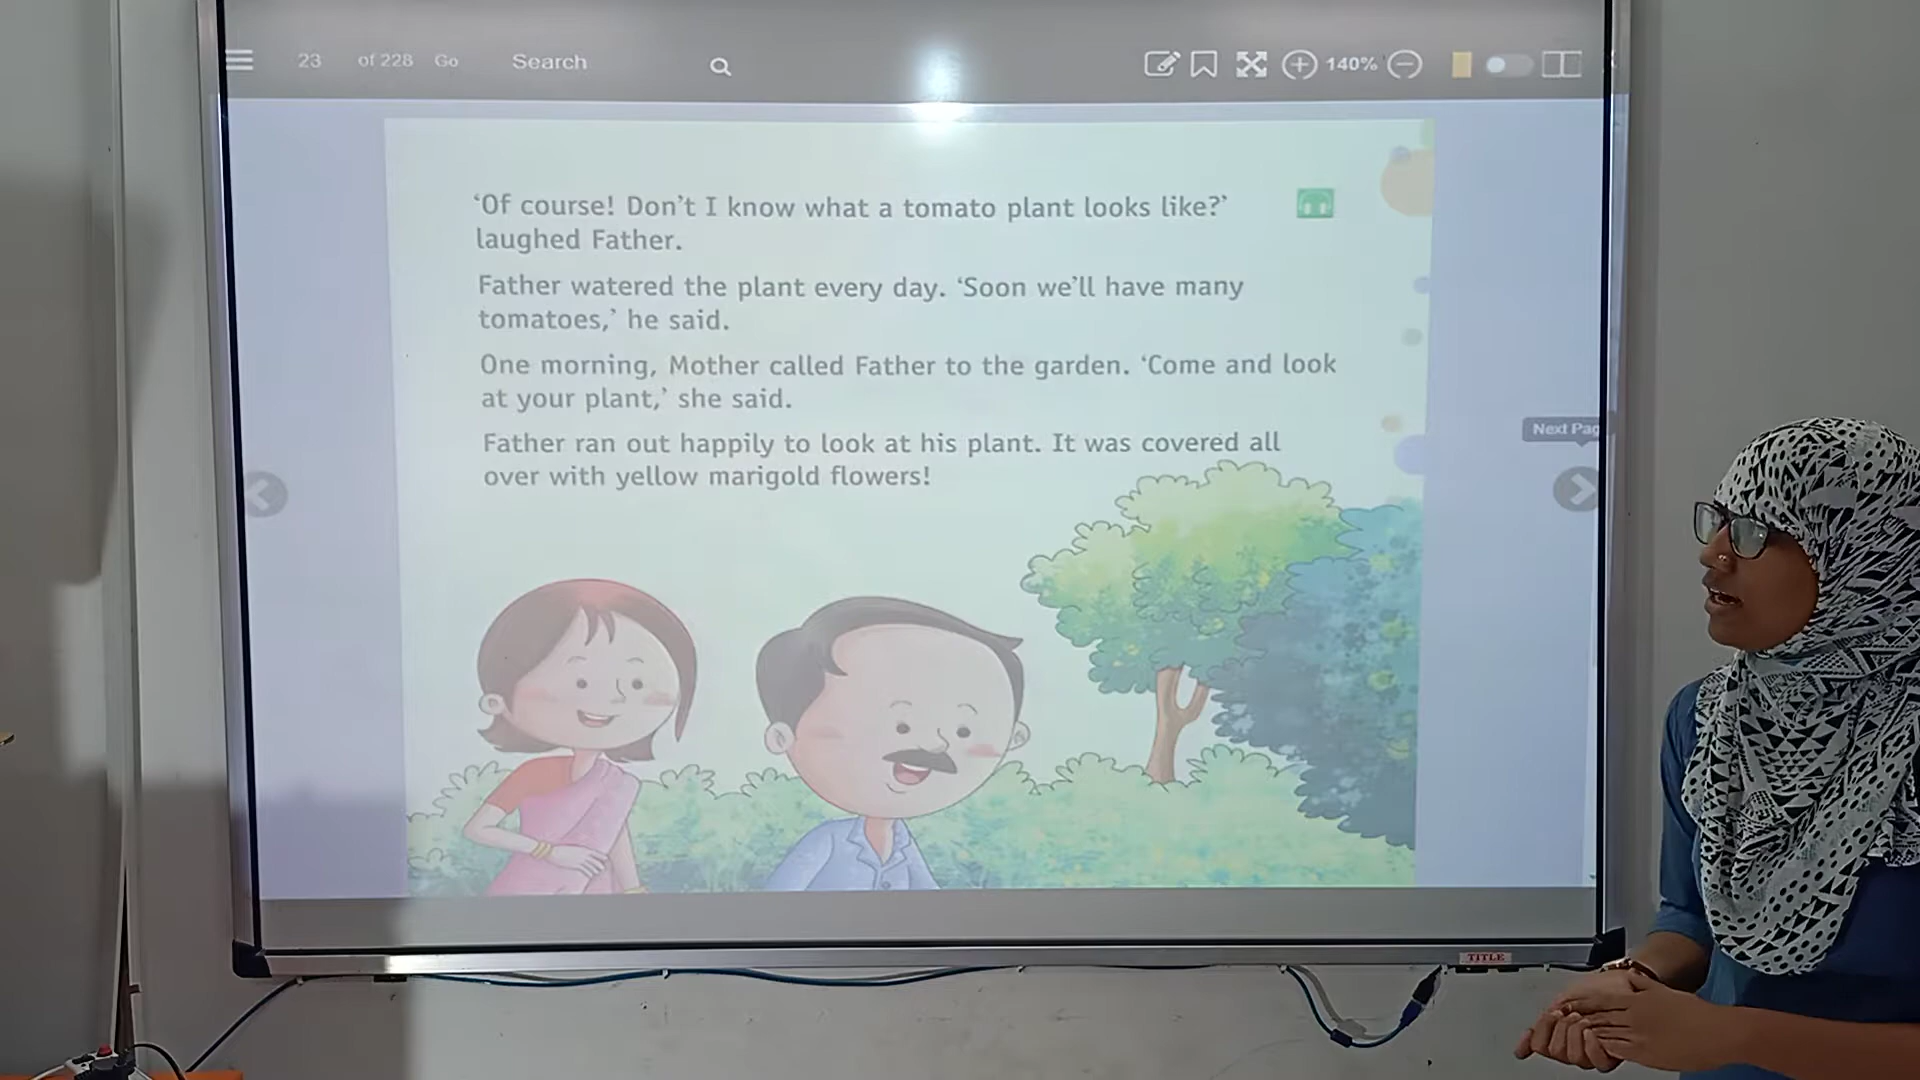 23 of 228 Go Search 140%
‘Of course! Don’t I know what a tomato plant looks like?’
laughed Father.
Father watered the plant every day. ‘Soon we’ll have many
tomatoes,’ he said.
One morning, Mother called Father to the garden. ‘Come and look
at your plant,’ she said.
Father ran out happily to look at his plant. It was covered all
over with yellow marigold flowers!
Next Pag
TITLE